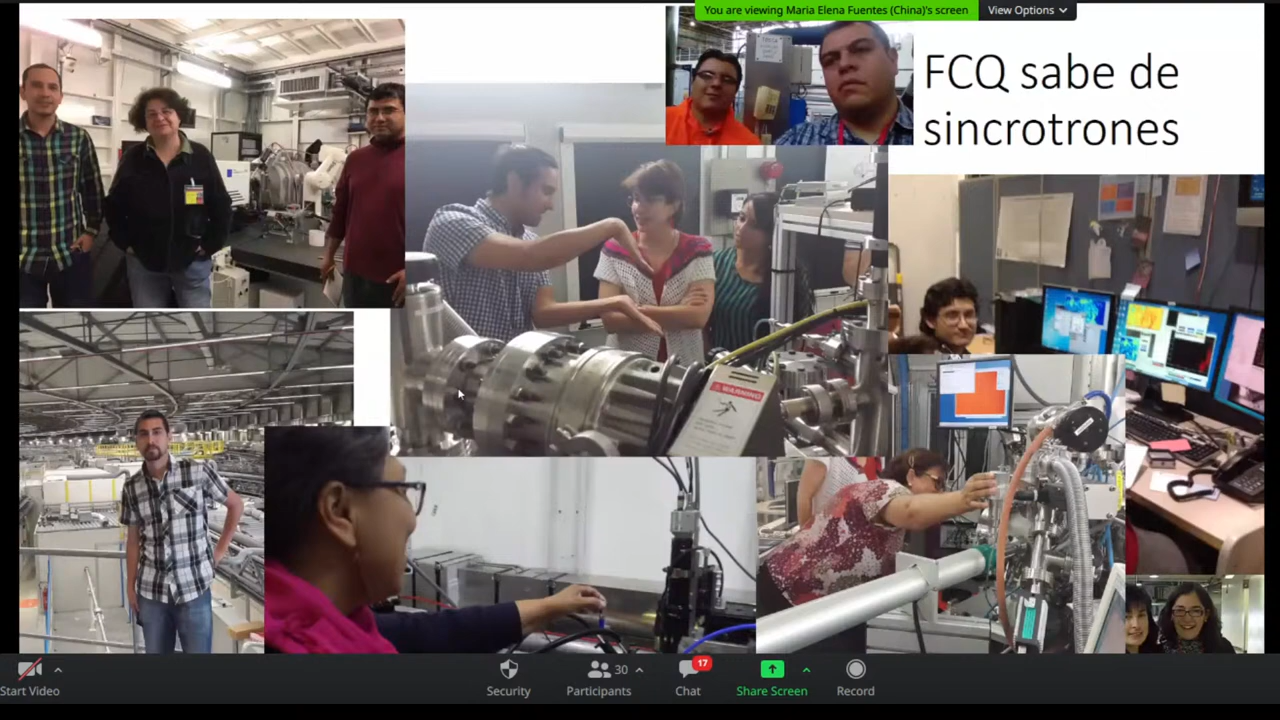 You are viewing Maria Elena Fuentes (China)'s screen
View Options
FCQ sabe de
sincrotrones
WARNING
Start Video
Security
30
Participants
17
Chat
Share Screen
Record